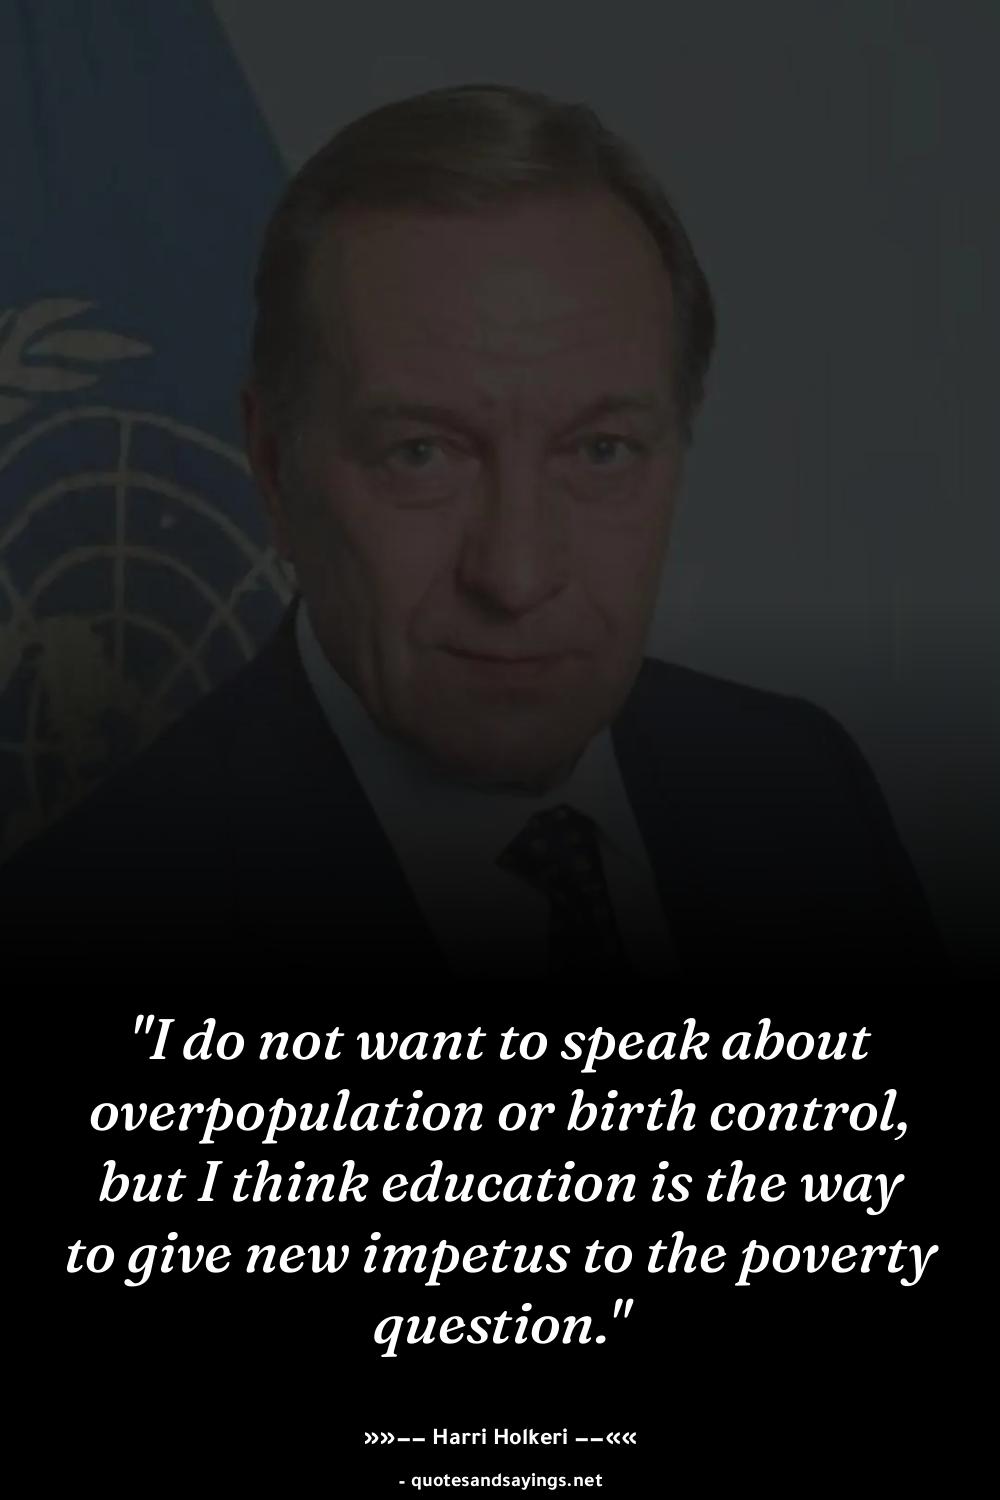 "I do not want to speak about
overpopulation or birth control,
but I think education is the way
to give new impetus to the poverty
question."
»»−− Harri Holkeri −−««
- quotesandsayings.net